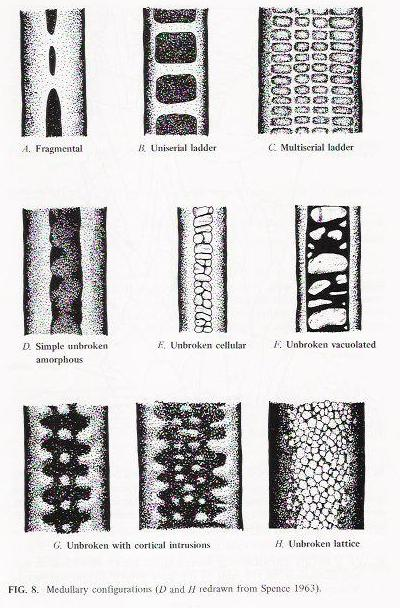 A. Fragmental
B. Uniserial ladder
C. Multiserial ladder
D. Simple unbroken
amorphous
E. Unbroken cellular
F. Unbroken vacuolated
G. Unbroken with cortical intrusions
H. Unbroken lattice
FIG. 8. Medullary configurations (D and H redrawn from Spence 1963).